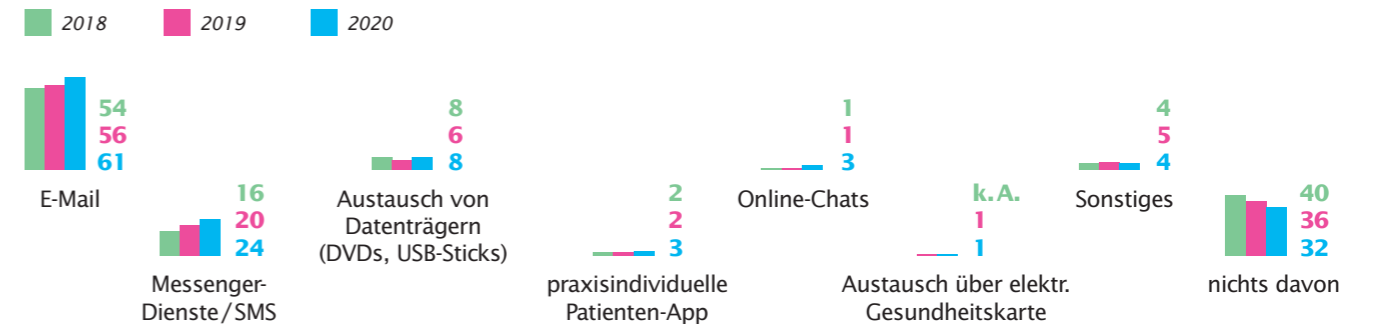 2018 2019 2020
54
56
61
E-Mail
16
20
24
Messenger-
Dienste/SMS
8
6
8
Austausch von
Datenträgern
(DVDs, USB-Sticks)
2
2
3
praxisindividuelle
Patienten-App
1
1
3
Online-Chats
k.A.
1
1
Austausch über elektr.
Gesundheitskarte
4
5
4
Sonstiges
40
36
32
nichts davon